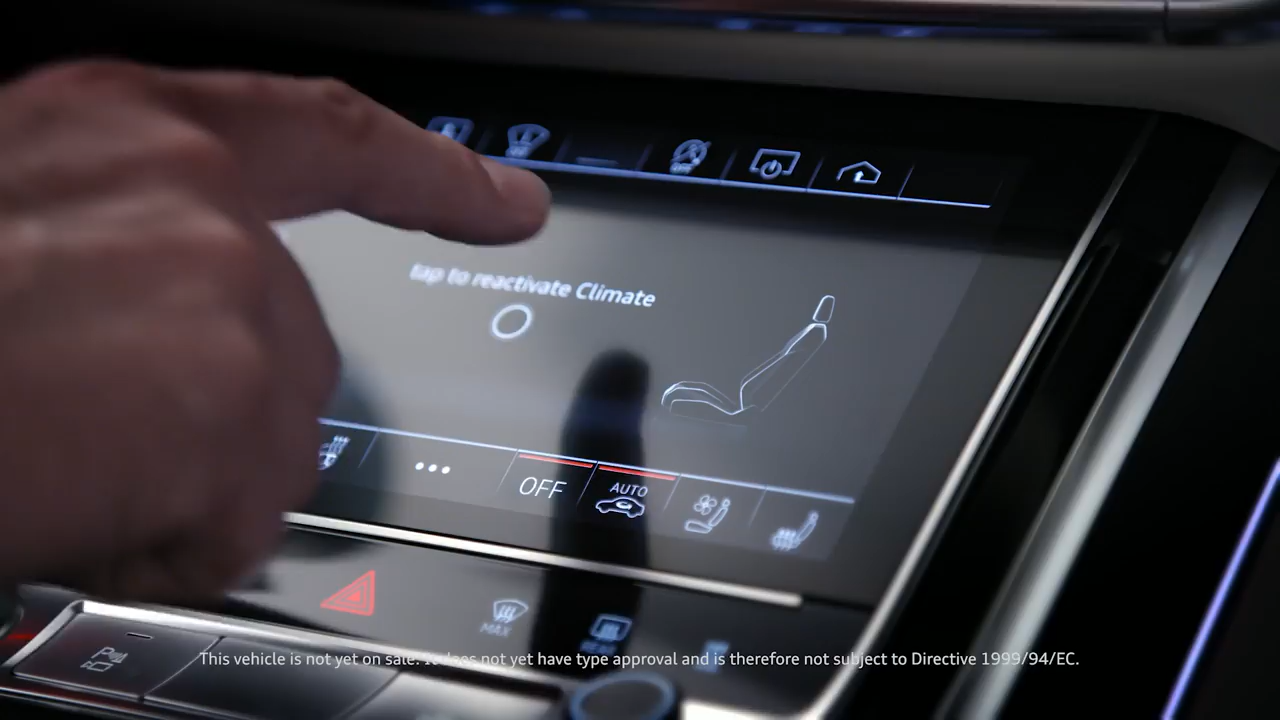 OFF
tap to reactivate Climate
OFF
AUTO
MAX
This vehicle is not yet on sale. It does not yet have type approval and is therefore not subject to Directive 1999/94/EC.